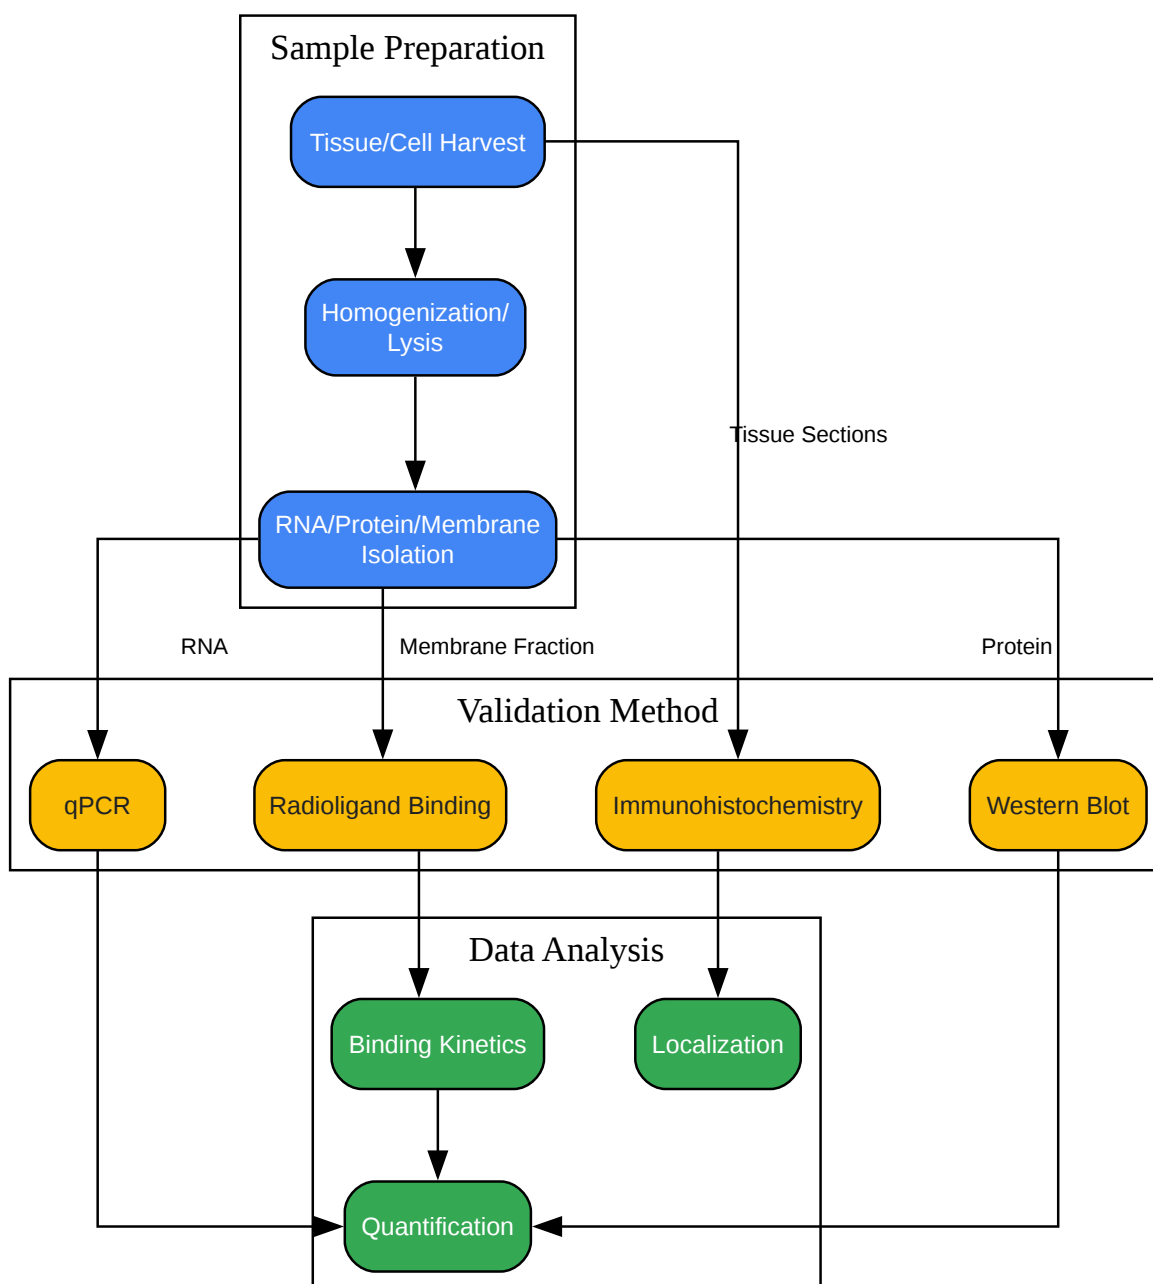 Sample Preparation
Tissue/Cell Harvest
Homogenization/
Lysis
Tissue Sections
RNA/Protein/Membrane
Isolation
RNA
Membrane Fraction
Protein
Validation Method
qPCR
Radioligand Binding
Immunohistochemistry
Western Blot
Data Analysis
Binding Kinetics
Localization
Quantification